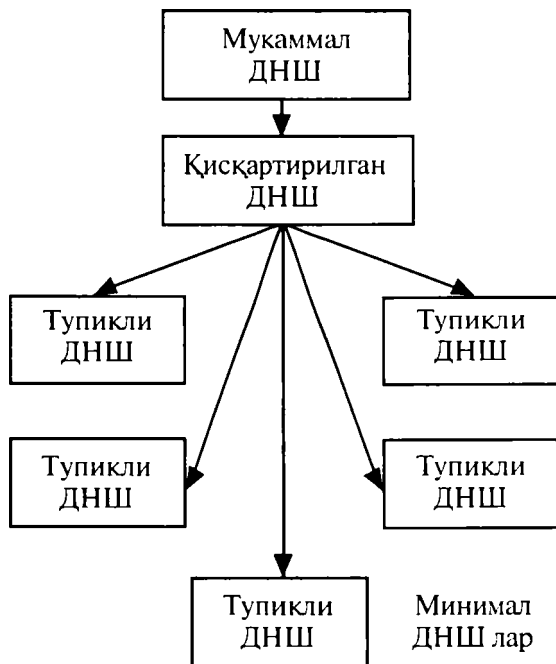 Мукаммал
ДНШ
Қисқартирилган
ДНШ
Тупикли
ДНШ
Тупикли
ДНШ
Тупикли
ДНШ
Тупикли
ДНШ
Тупикли
ДНШ
Минимал
ДНШ лар